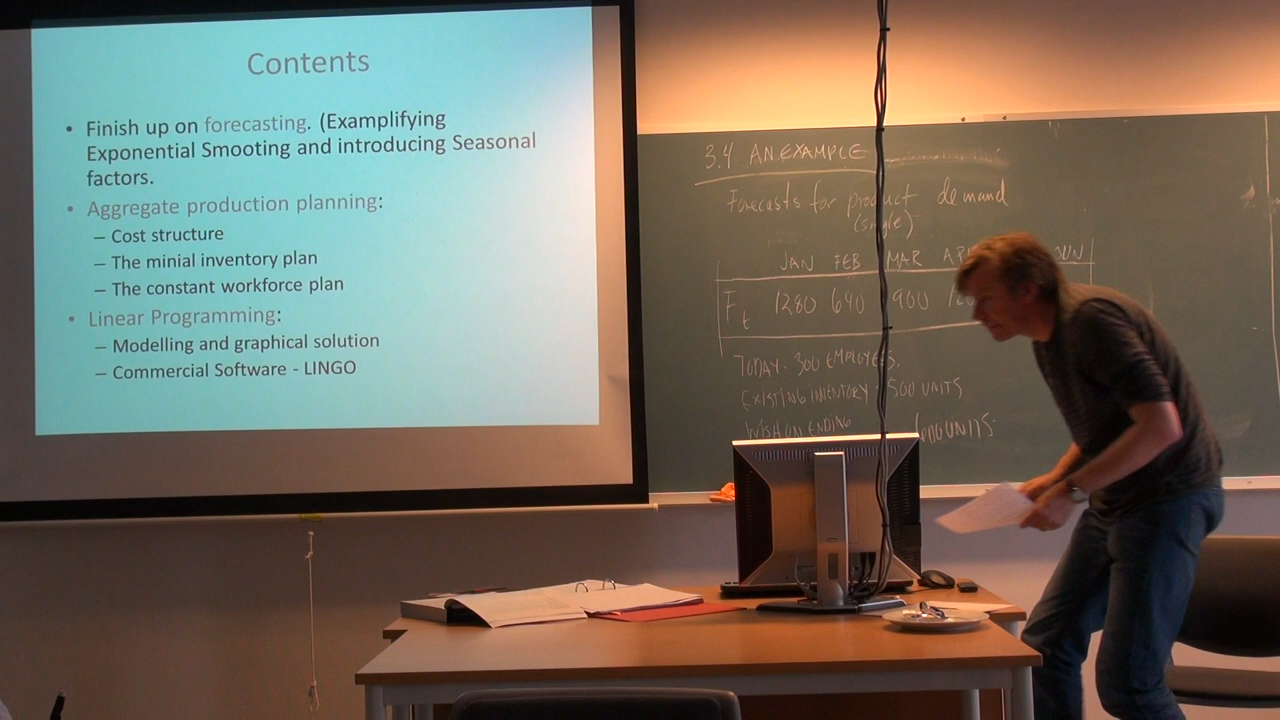 Contents
• Finish up on forecasting. (Examplifying
Exponential Smooting and introducing Seasonal
factors.
• Aggregate production planning:
– Cost structure
– The minial inventory plan
– The constant workforce plan
• Linear Programming:
– Modelling and graphical solution
– Commercial Software - LINGO
3.4 AN EXAMPLE
Forecasts for product demand
(single)
JAN FEB MAR
Ft 1280 640 900
TODAY. 300 EMPLOYEES.
EXISTING INVENTORY 500 UNITS
WISH ON ENDING 600 UNITS